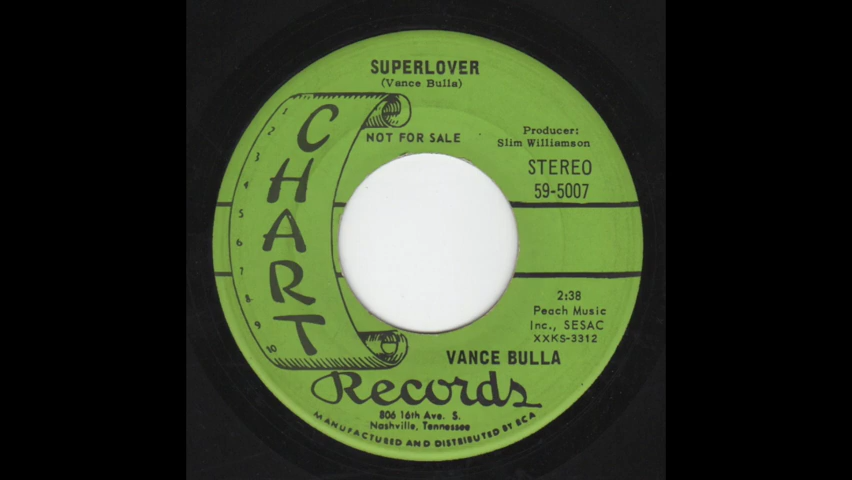 SUPERLOVER
(Vance Bulla)
NOT FOR SALE
Producer:
Slim Williamson
STEREO
59-5007
1
2
3
4
5
6
7
8
9
10
CHART
2:38
Peach Music
Inc., SESAC
XXKS-3312
VANCE BULLA
Records
806 16th Ave. S.
Nashville, Tennessee
MANUFACTURED AND DISTRIBUTED BY RCA